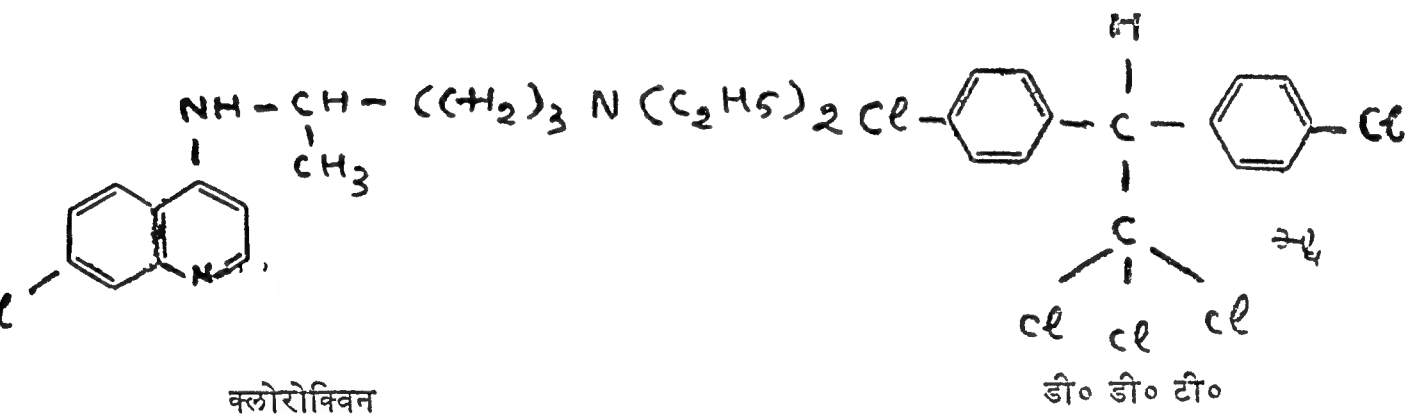 H
NH - CH - (CH2)3 N (C2H5)2
CH3
N
Cl - C - Cl
C
Cl Cl Cl
क्लोरोक्विन
डी० डी० टी०